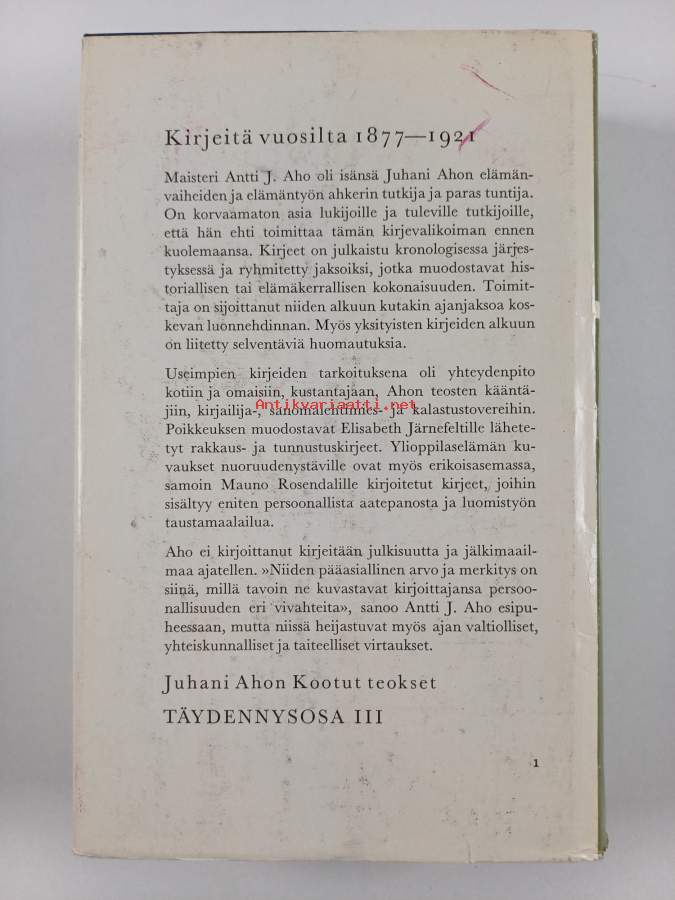 Kirjeitä vuosilta 1877—1921
Maisteri Antti J. Aho oli isänsä Juhani Ahon elämän-
vaiheiden ja elämäntyön ahkerin tutkija ja paras tuntija.
On korvaamaton asia lukijoille ja tuleville tutkijoille,
että hän ehti toimittaa tämän kirjevalikoiman ennen
kuolemaansa. Kirjeet on julkaistu kronologisessa järjes-
tyksessä ja ryhmitetty jaksoiksi, jotka muodostavat his-
toriallisen tai elämäkerrallisen kokonaisuuden. Toimit-
taja on sijoittanut niiden alkuun kutakin ajanjaksoa kos-
kevan luonnehdinnan. Myös yksityisten kirjeiden alkuun
on liitetty selventäviä huomautuksia.
Useimpien kirjeiden tarkoituksena oli yhteydenpito
kotiin ja omaisiin, kustantajaan, Ahon teosten kääntä-
jiin, kirjailija-, sanomalehtimies- ja kalastustovereihin.
Antikvariaatti.net
Poikkeuksen muodostavat Elisabeth Järnefeltille lähete-
tyt rakkaus- ja tunnustuskirjeet. Ylioppilaselämän ku-
vaukset nuoruudenystäville ovat myös erikoisasemassa,
samoin Mauno Rosendalille kirjoitetut kirjeet, joihin
sisältyy eniten persoonallista aatepanosta ja luomistyön
taustamaalailua.
Aho ei kirjoittanut kirjeitään julkisuutta ja jälkimaail-
maa ajatellen. »Niiden pääasiallinen arvo ja merkitys on
siinä, millä tavoin ne kuvastavat kirjoittajansa persoo-
nallisuuden eri vivahteita», sanoo Antti J. Aho esipu-
heessaan, mutta niissä heijastuvat myös ajan valtiolliset,
yhteiskunnalliset ja taiteelliset virtaukset.
Juhani Ahon Kootut teokset
TÄYDENNYSOSA III
1